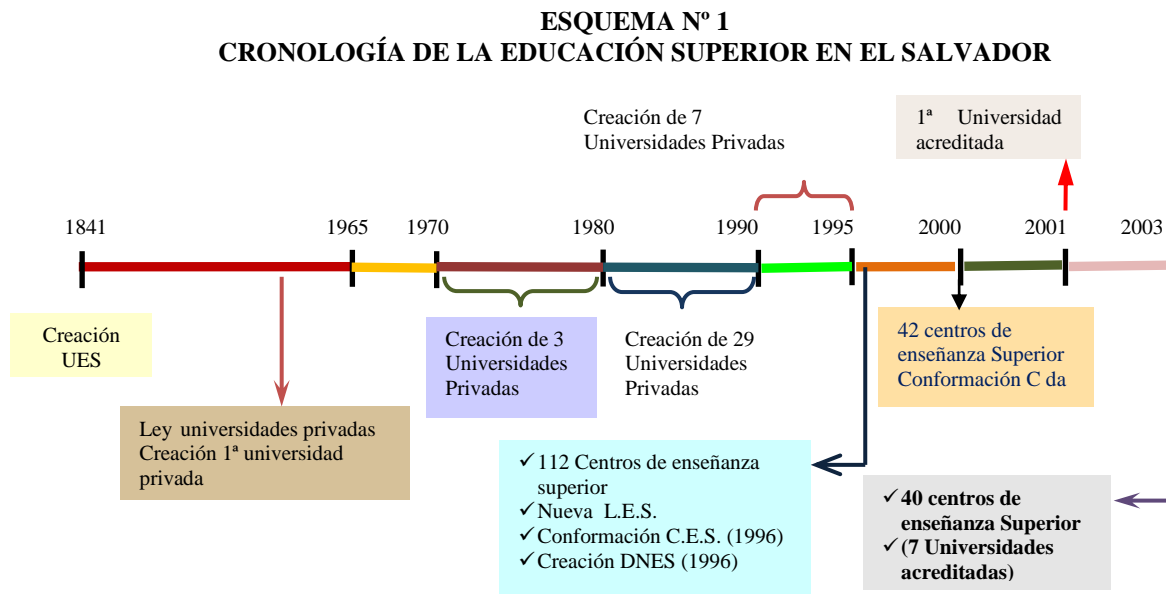 ESQUEMA Nº 1
CRONOLOGÍA DE LA EDUCACIÓN SUPERIOR EN EL SALVADOR
Creación de 7
Universidades Privadas
1ª Universidad
acreditada
1841
1965
1970
1980
1990
1995
2000
2001
2003
Creación
UES
Ley universidades privadas
Creación 1ª universidad
privada
Creación de 3
Universidades
Privadas
Creación de 29
Universidades
Privadas
42 centros de
enseñanza Superior
Conformación C da
✓112 Centros de enseñanza
superior
✓Nueva L.E.S.
✓Conformación C.E.S. (1996)
✓Creación DNES (1996)
✓40 centros de
enseñanza Superior
✓(7 Universidades
acreditadas)